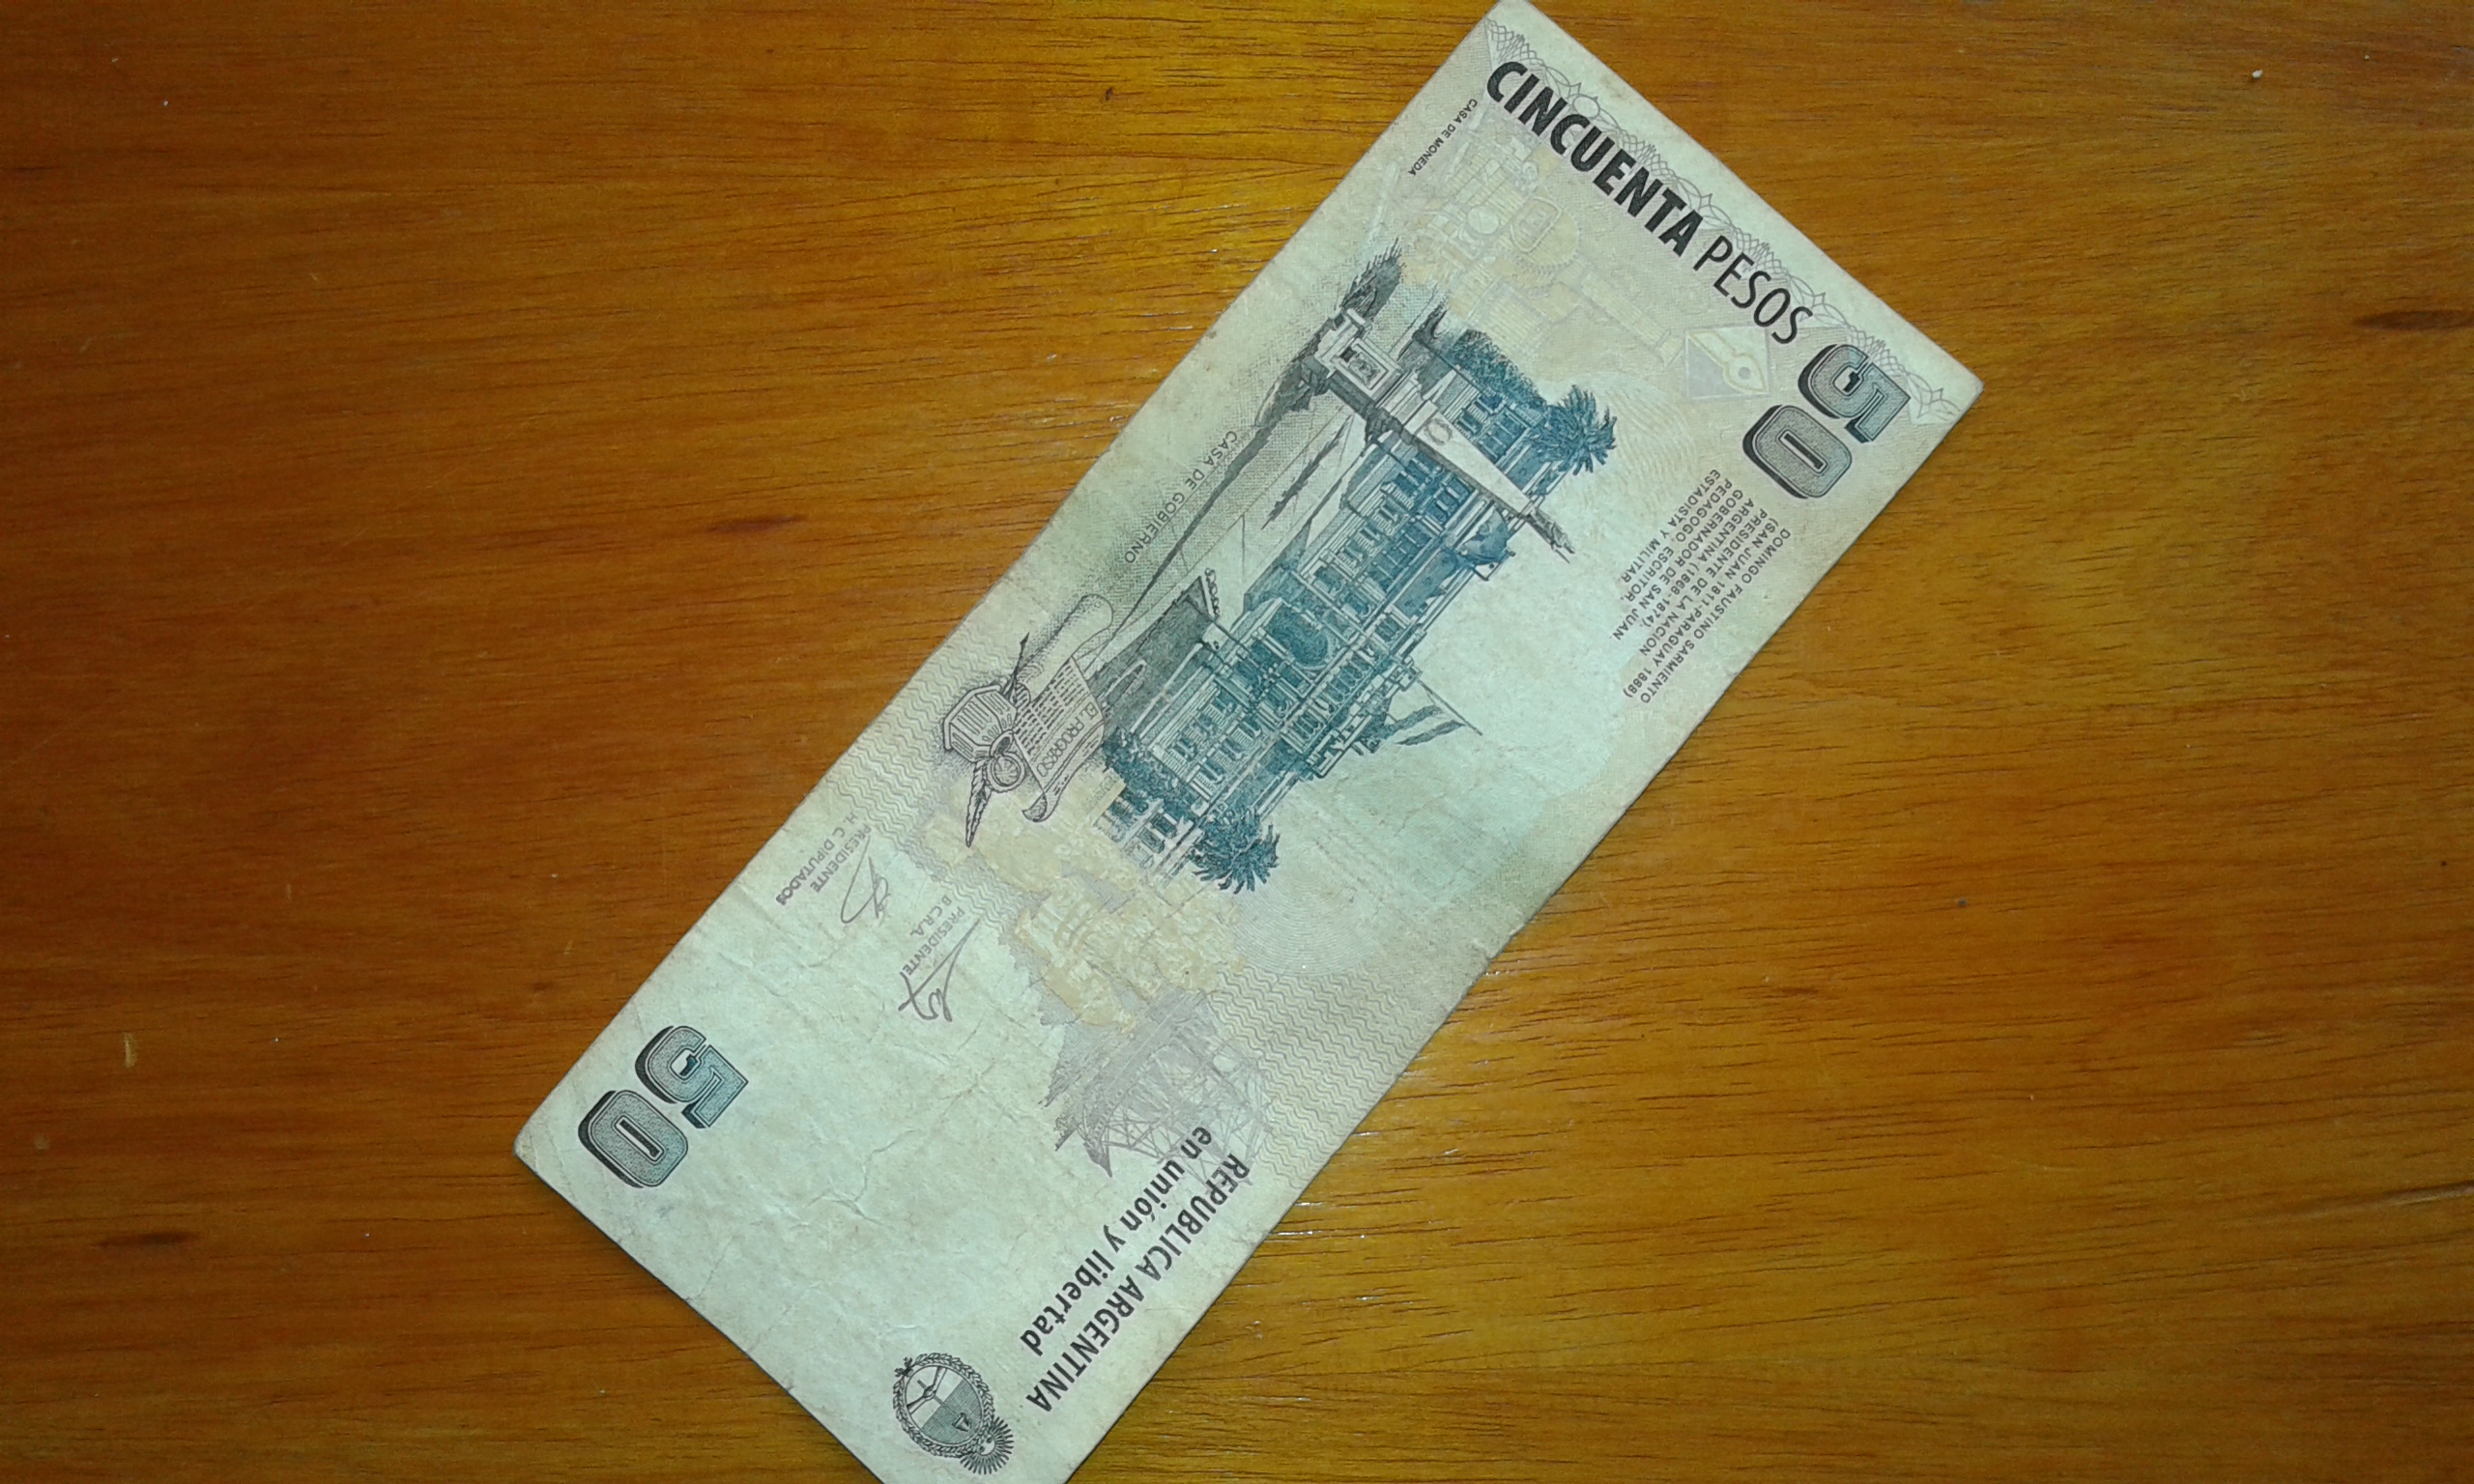 REPUBLICA ARGENTINA
en unión y libertad
50
PRESIDENTE
B.C.R.A.
PRESIDENTE
H. C. DIPUTADOS
EL PROGRESO
CASA DE GOBIERNO
DOMINGO FAUSTINO SARMIENTO
(SAN JUAN 1811-PARAGUAY 1888)
PRESIDENTE DE LA NACION
ARGENTINA (1868-1874).
GOBERNADOR DE SAN JUAN
PEDAGOGO, ESCRITOR,
ESTADISTA Y MILITAR.
50
CINCUENTA PESOS
CASA DE MONEDA